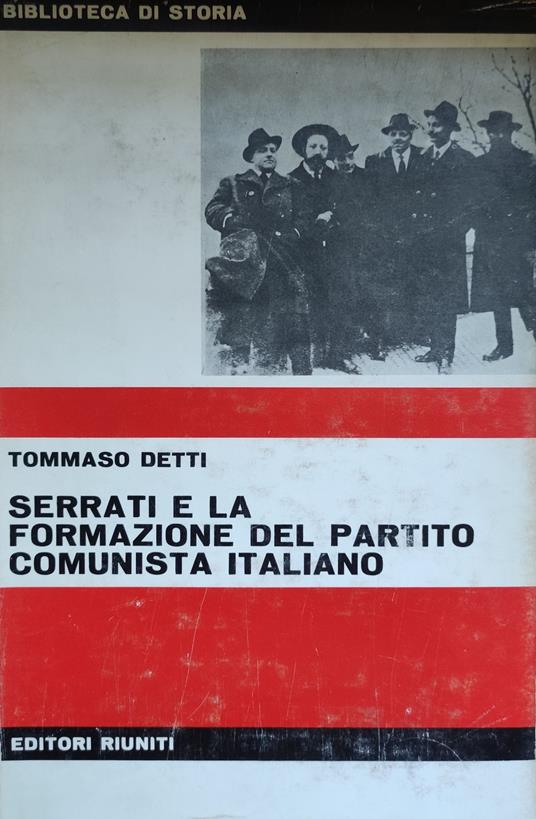 BIBLIOTECA DI STORIA
TOMMASO DETTI
SERRATI E LA
FORMAZIONE DEL PARTITO
COMUNISTA ITALIANO
EDITORI RIUNITI